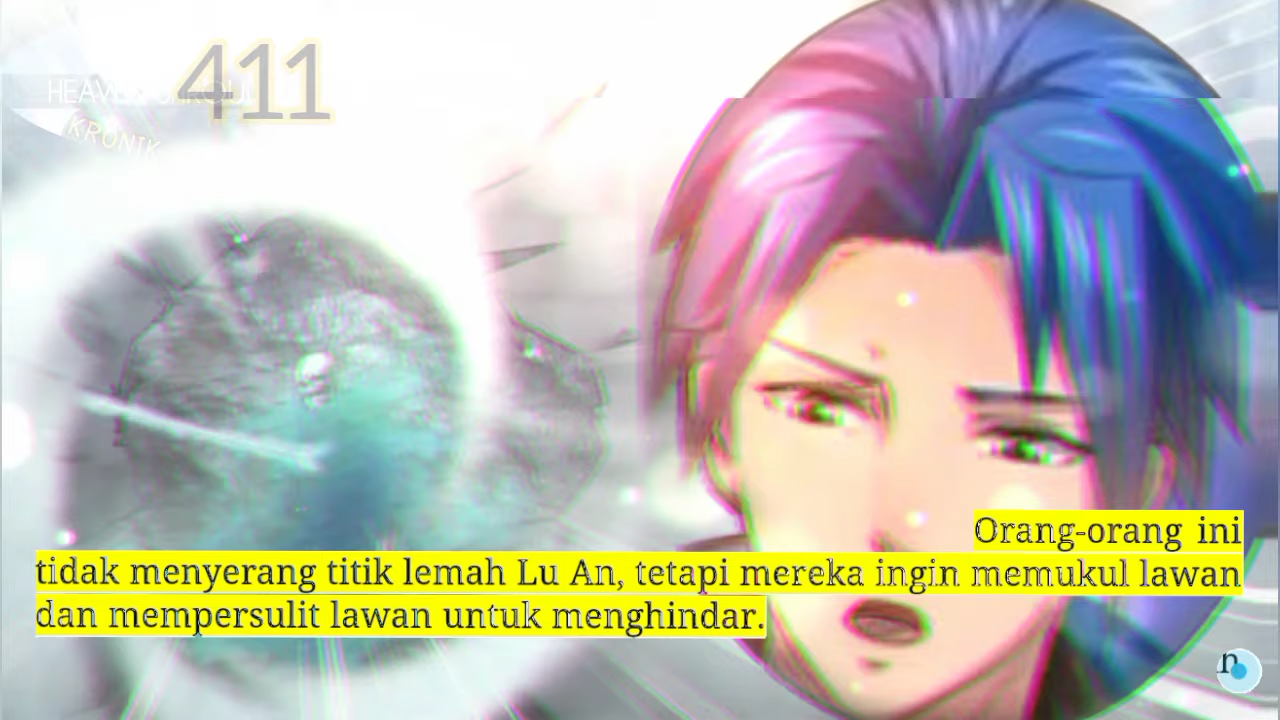 411
KRONIK
Orang-orang ini
tidak menyerang titik lemah Lu An, tetapi mereka ingin memukul lawan
dan mempersulit lawan untuk menghindar.
n